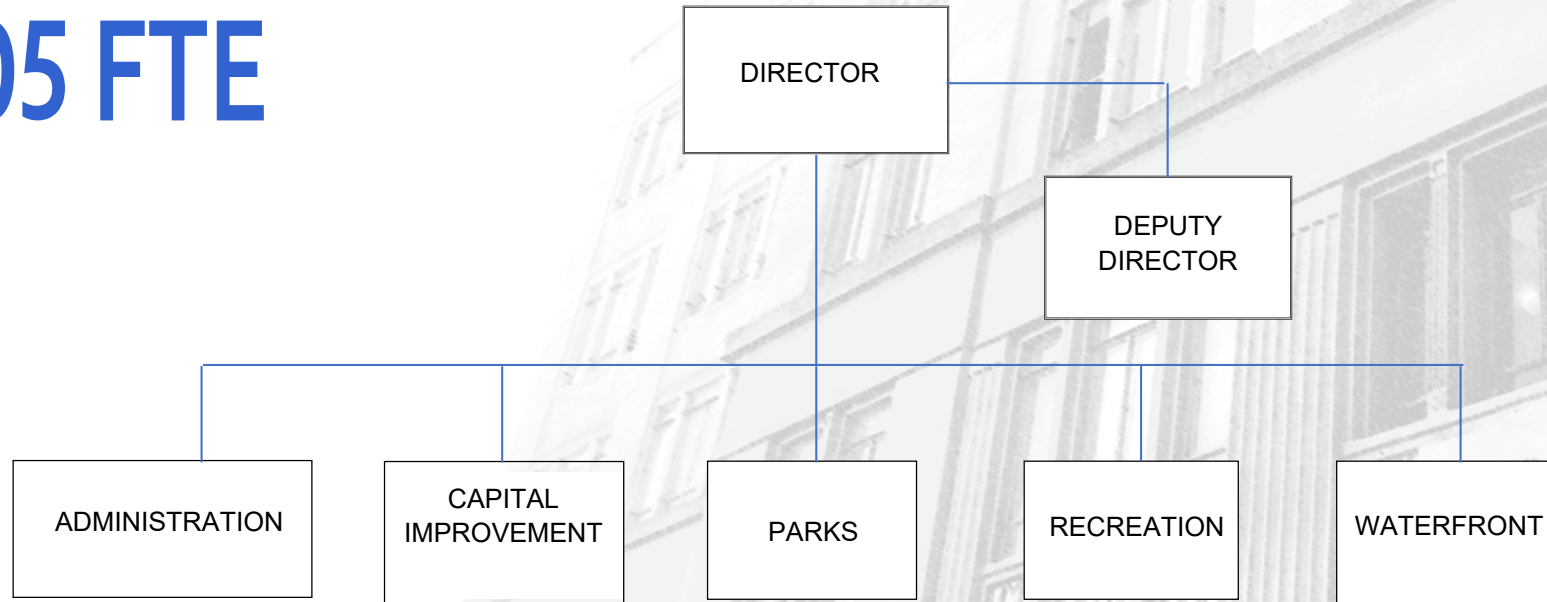 05 FTE
DIRECTOR
DEPUTY
DIRECTOR
ADMINISTRATION
CAPITAL
IMPROVEMENT
PARKS
RECREATION
WATERFRONT